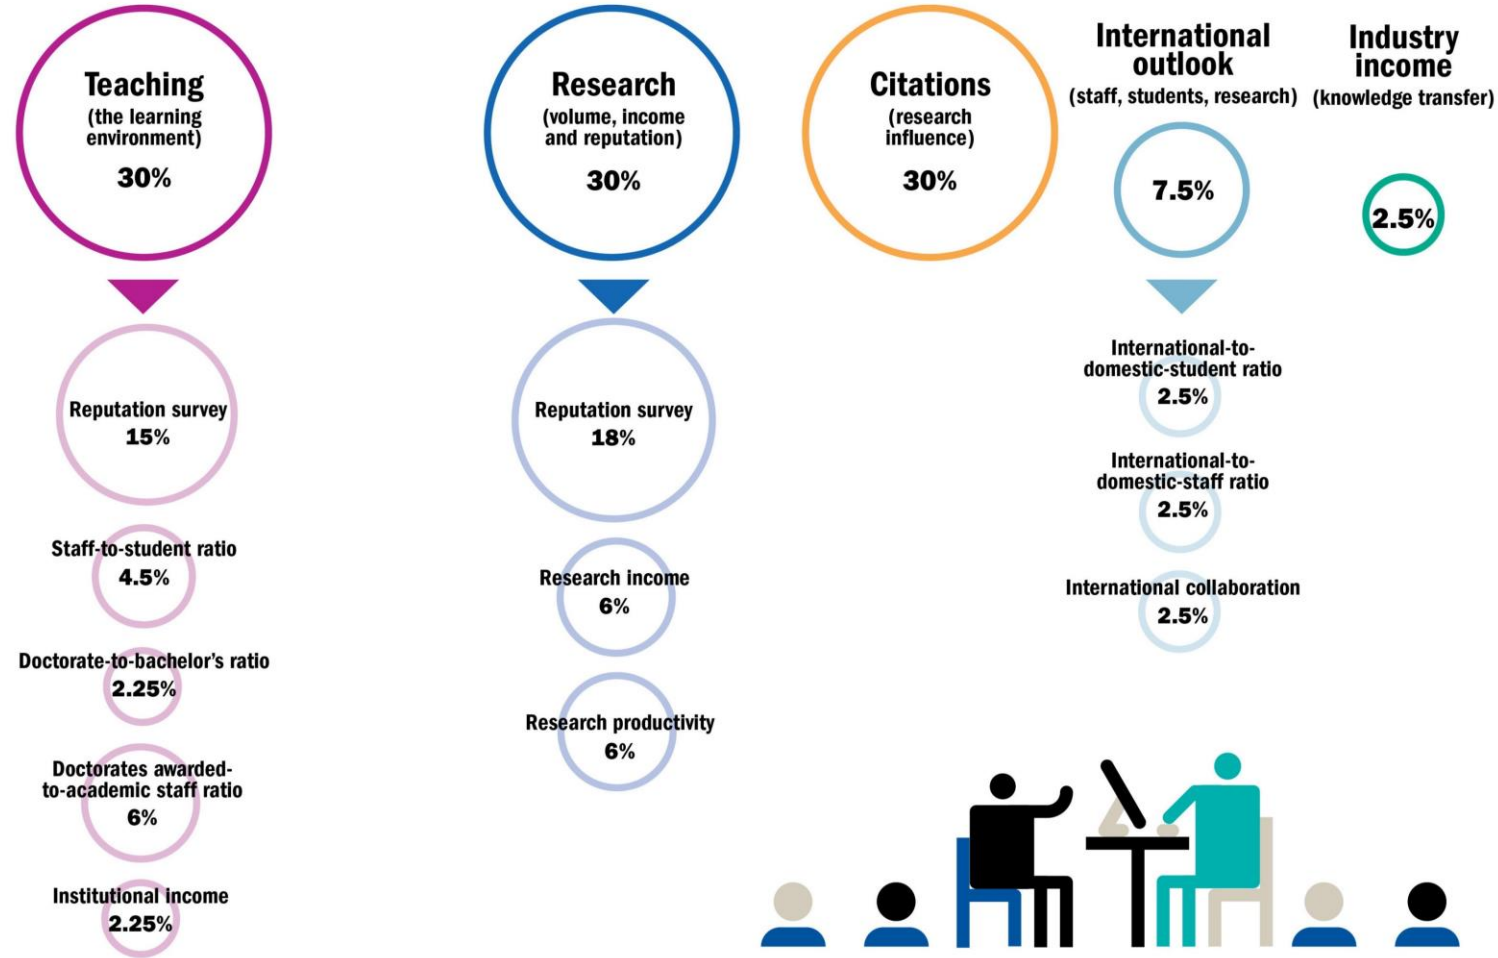 Teaching
(the learning
environment)
30%
Reputation survey
15%
Staff-to-student ratio
4.5%
Doctorate-to-bachelor’s ratio
2.25%
Doctorates awarded-
to-academic staff ratio
6%
Institutional income
2.25%
Research
(volume, income
and reputation)
30%
Reputation survey
18%
Research income
6%
Research productivity
6%
Citations
(research
influence)
30%
International
outlook
(staff, students, research)
7.5%
International-to-
domestic-student ratio
2.5%
International-to-
domestic-staff ratio
2.5%
International collaboration
2.5%
Industry
income
(knowledge transfer)
2.5%